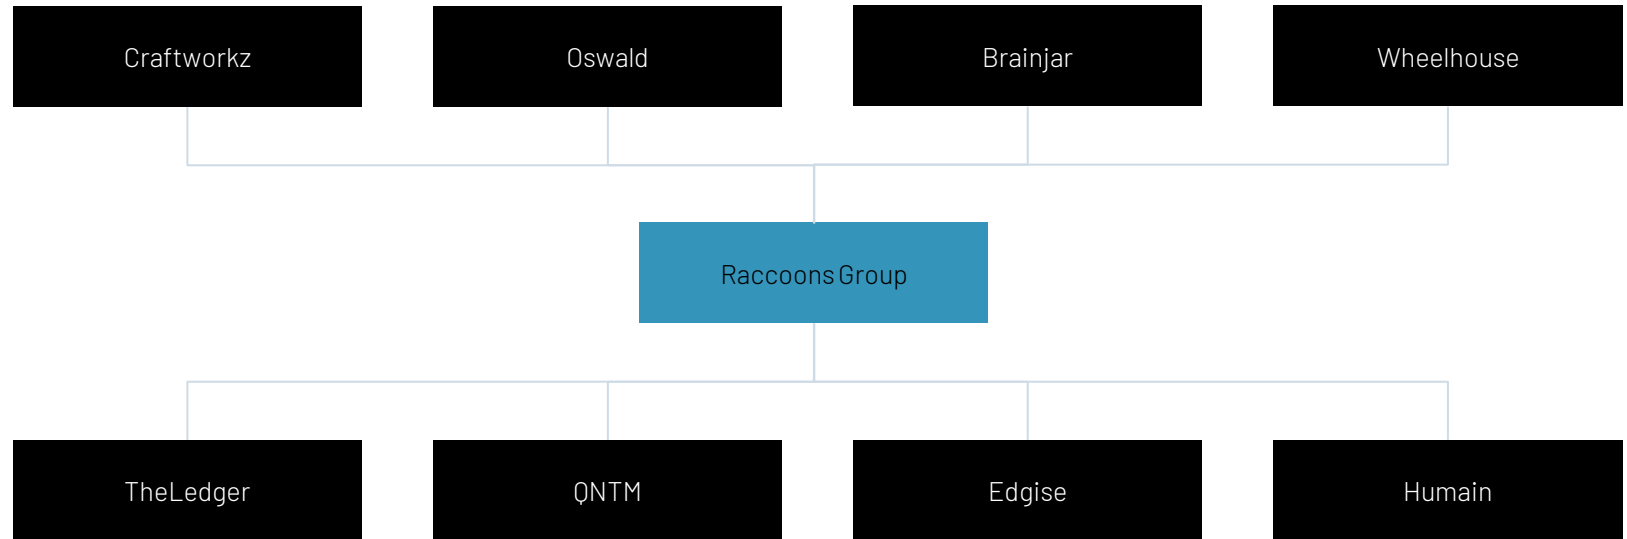 Craftworkz
Oswald
Brainjar
Wheelhouse
Raccoons Group
TheLedger
QNTM
Edgise
Humain